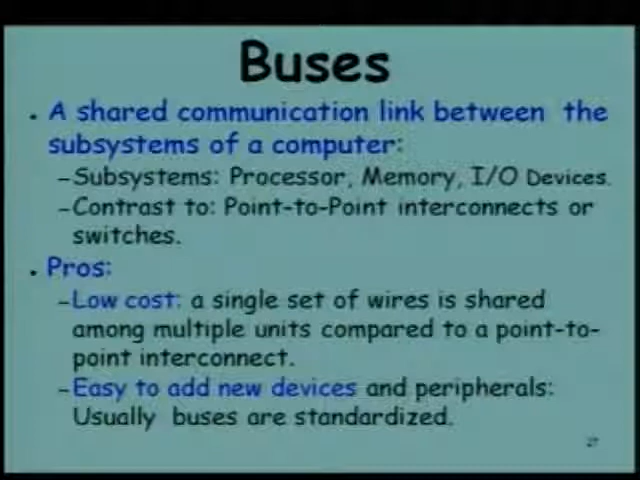 Buses
• A shared communication link between the
subsystems of a computer:
–Subsystems: Processor, Memory, I/O Devices.
–Contrast to: Point-to-Point interconnects or
switches.
• Pros:
–Low cost: a single set of wires is shared
among multiple units compared to a point-to-
point interconnect.
–Easy to add new devices and peripherals:
Usually buses are standardized.
27